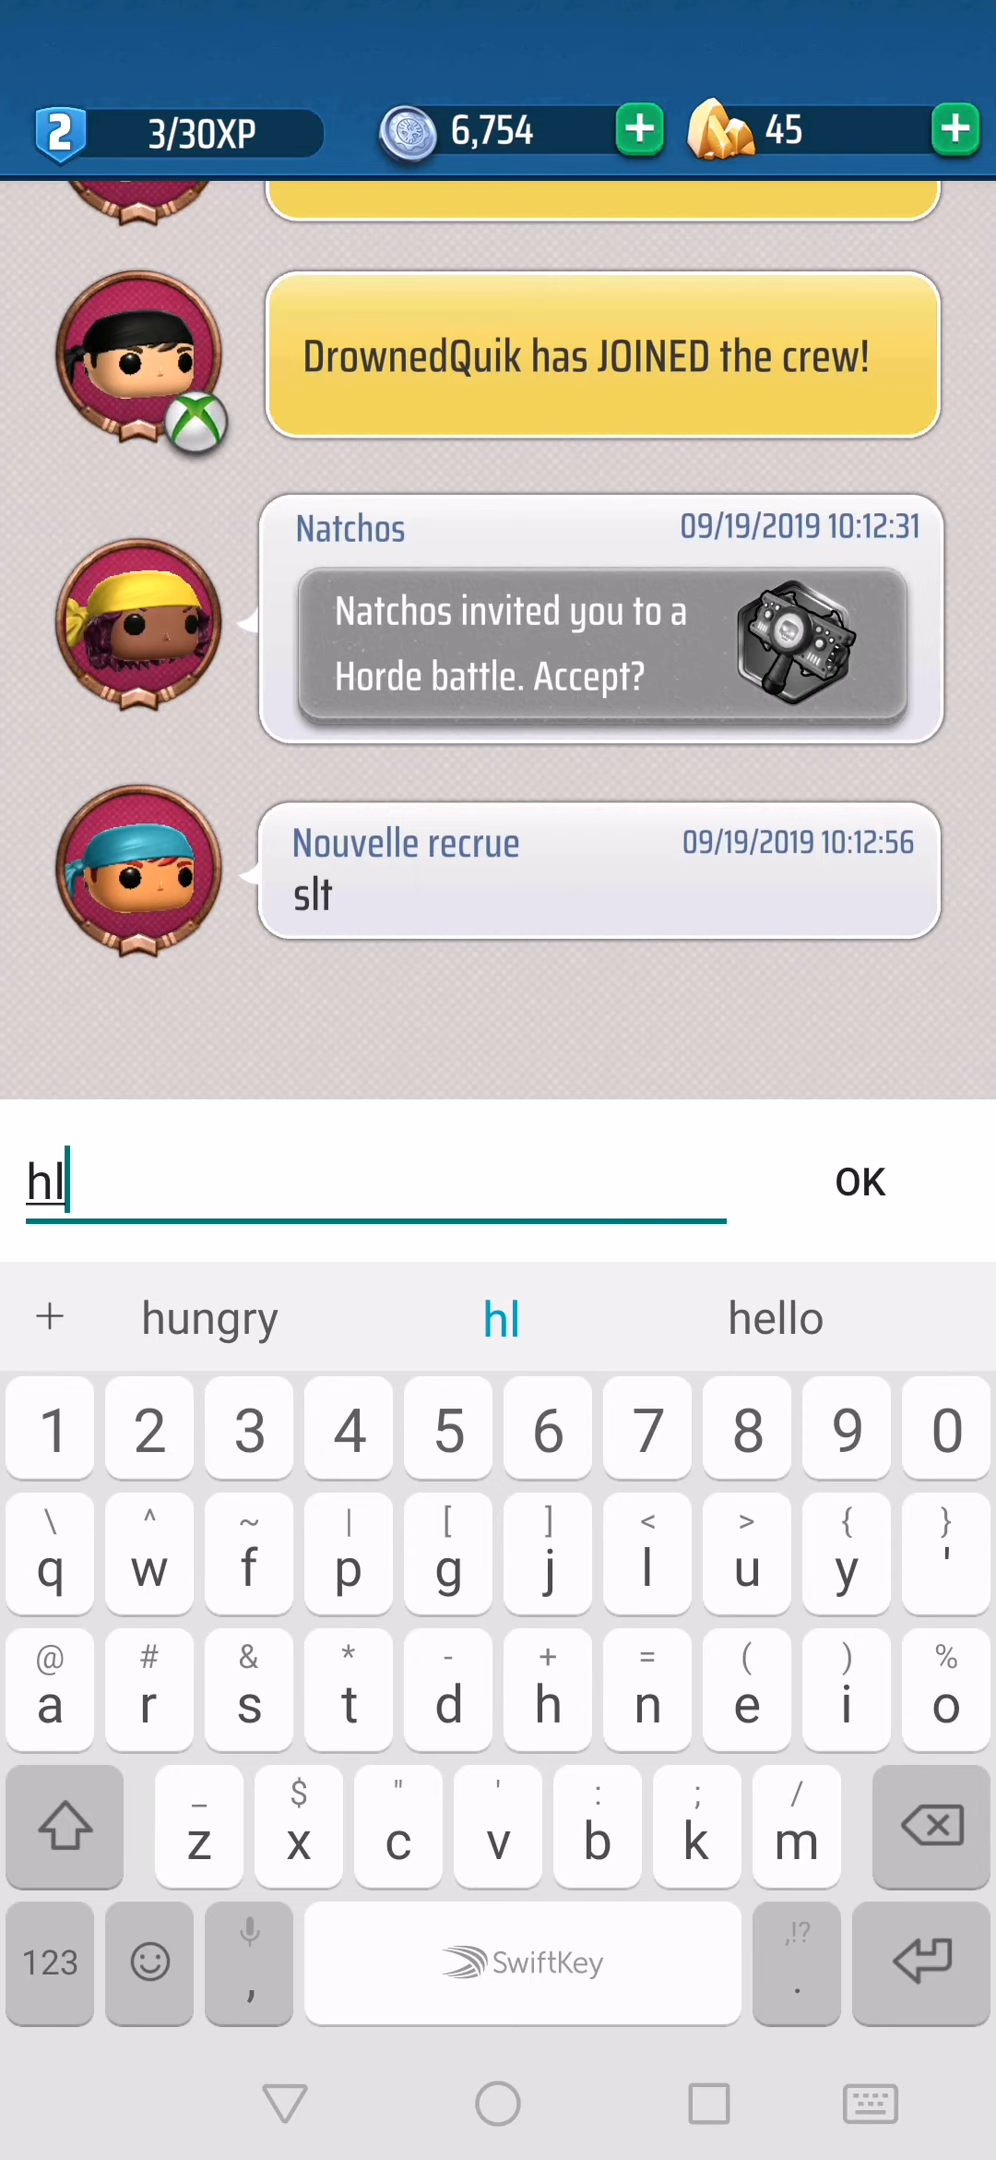 2 3/30XP 6,754 + 45 +
DrownedQuik has JOINED the crew!
Natchos 09/19/2019 10:12:31
Natchos invited you to a
Horde battle. Accept?
Nouvelle recrue 09/19/2019 10:12:56
slt
hl OK
+ hungry hl hello
1 2 3 4 5 6 7 8 9 0
\ ^ ~ | [ ] < > { }
q w f p g j l u y '
@ # & * - + = ( ) %
a r s t d h n e i o
_ $ " ' : ; /
z x c v b k m
,!?
123 , SwiftKey .